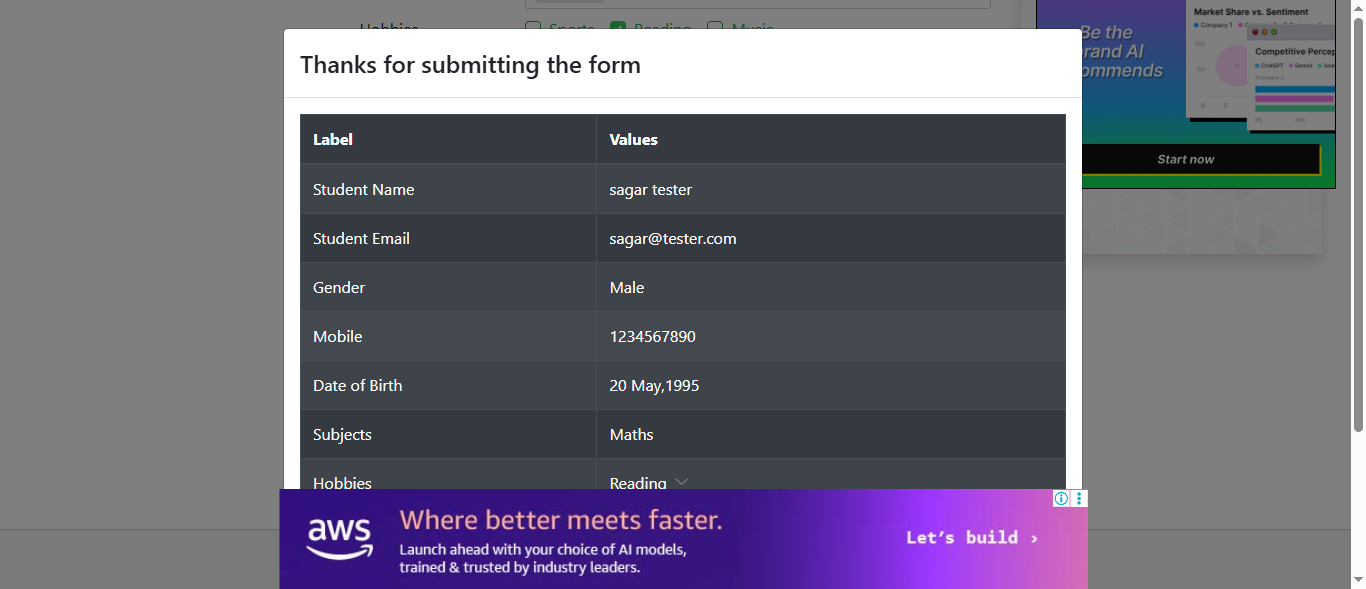 Hobbies Sports Reading Music
Thanks for submitting the form
Label Values
Student Name sagar tester
Student Email sagar@tester.com
Gender Male
Mobile 1234567890
Date of Birth 20 May,1995
Subjects Maths
Hobbies Reading
Market Share vs. Sentiment
Company 1
Be the
brand AI
Competitive Percep
ChatGPT Gemini
Start now
aws
Where better meets faster.
Launch ahead with your choice of AI models,
trained & trusted by industry leaders.
Let's build ›